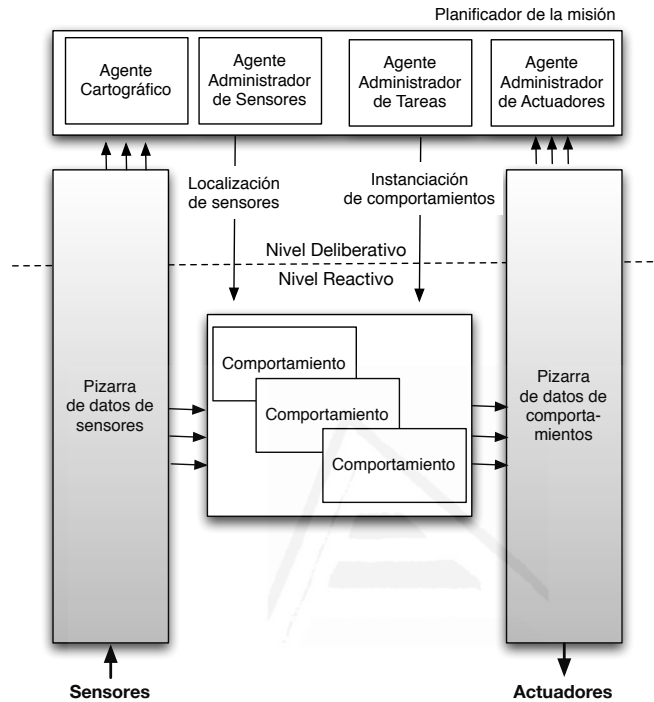 Planificador de la misión
Agente
Cartográfico
Agente
Administrador
de Sensores
Agente
Administrador
de Tareas
Agente
Administrador
de Actuadores
Localización
de sensores
Instanciación
de comportamientos
Nivel Deliberativo
Nivel Reactivo
Pizarra
de datos de
sensores
Comportamiento
Comportamiento
Comportamiento
Pizarra
de datos de
comporta-
mientos
Sensores
Actuadores